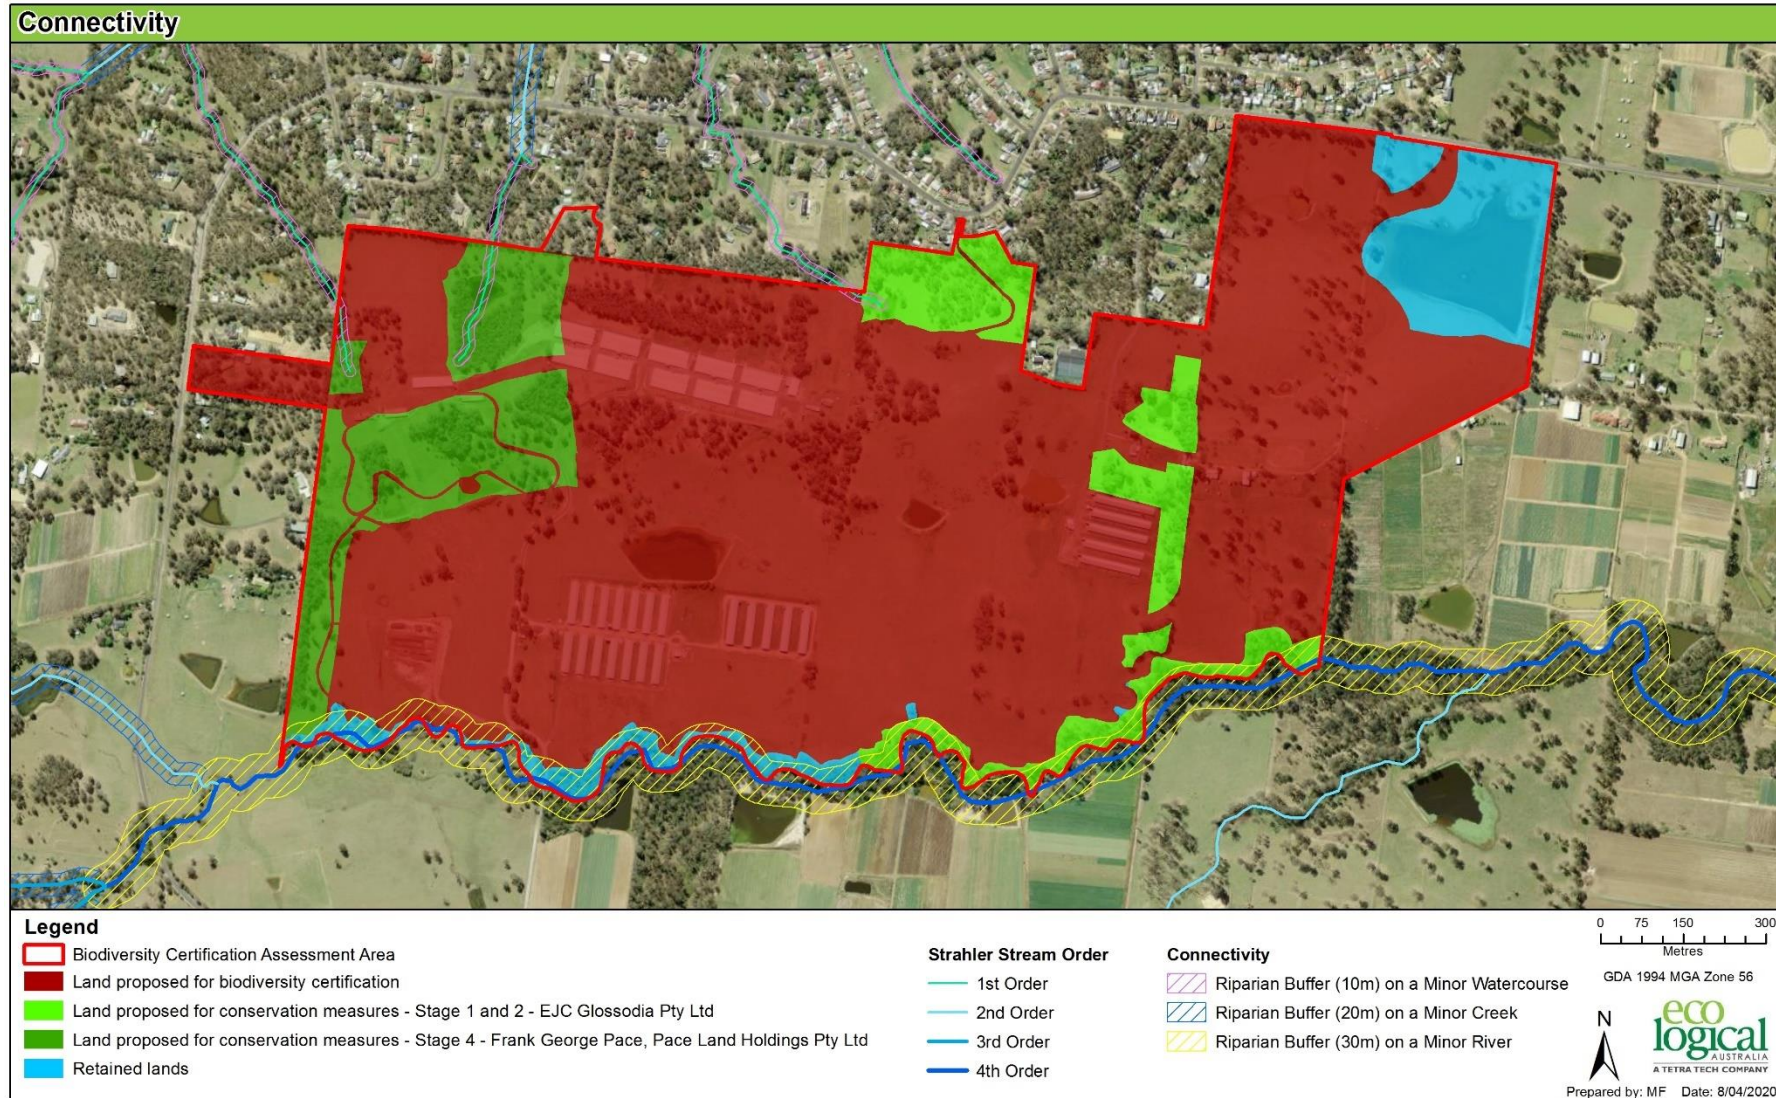 Connectivity
Legend
Biodiversity Certification Assessment Area
Land proposed for biodiversity certification
Land proposed for conservation measures - Stage 1 and 2 - EJC Glossodia Pty Ltd
Land proposed for conservation measures - Stage 4 - Frank George Pace, Pace Land Holdings Pty Ltd
Retained lands
Strahler Stream Order
1st Order
2nd Order
3rd Order
4th Order
Connectivity
Riparian Buffer (10m) on a Minor Watercourse
Riparian Buffer (20m) on a Minor Creek
Riparian Buffer (30m) on a Minor River
0 75 150 300
Metres
GDA 1994 MGA Zone 56
N
eco
logical
AUSTRALIA
A TETRA TECH COMPANY
Prepared by: MF Date: 8/04/2020